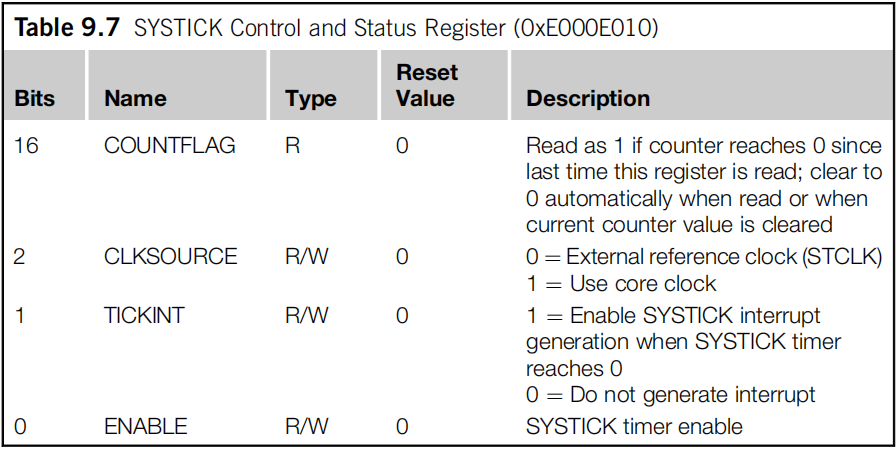 Table 9.7 SYSTICK Control and Status Register (0xE000E010)
Bits Name Type Reset Value Description
16 COUNTFLAG R 0 Read as 1 if counter reaches 0 since
last time this register is read; clear to
0 automatically when read or when
current counter value is cleared
2 CLKSOURCE R/W 0 0 = External reference clock (STCLK)
1 = Use core clock
1 TICKINT R/W 0 1 = Enable SYSTICK interrupt
generation when SYSTICK timer
reaches 0
0 = Do not generate interrupt
0 ENABLE R/W 0 SYSTICK timer enable